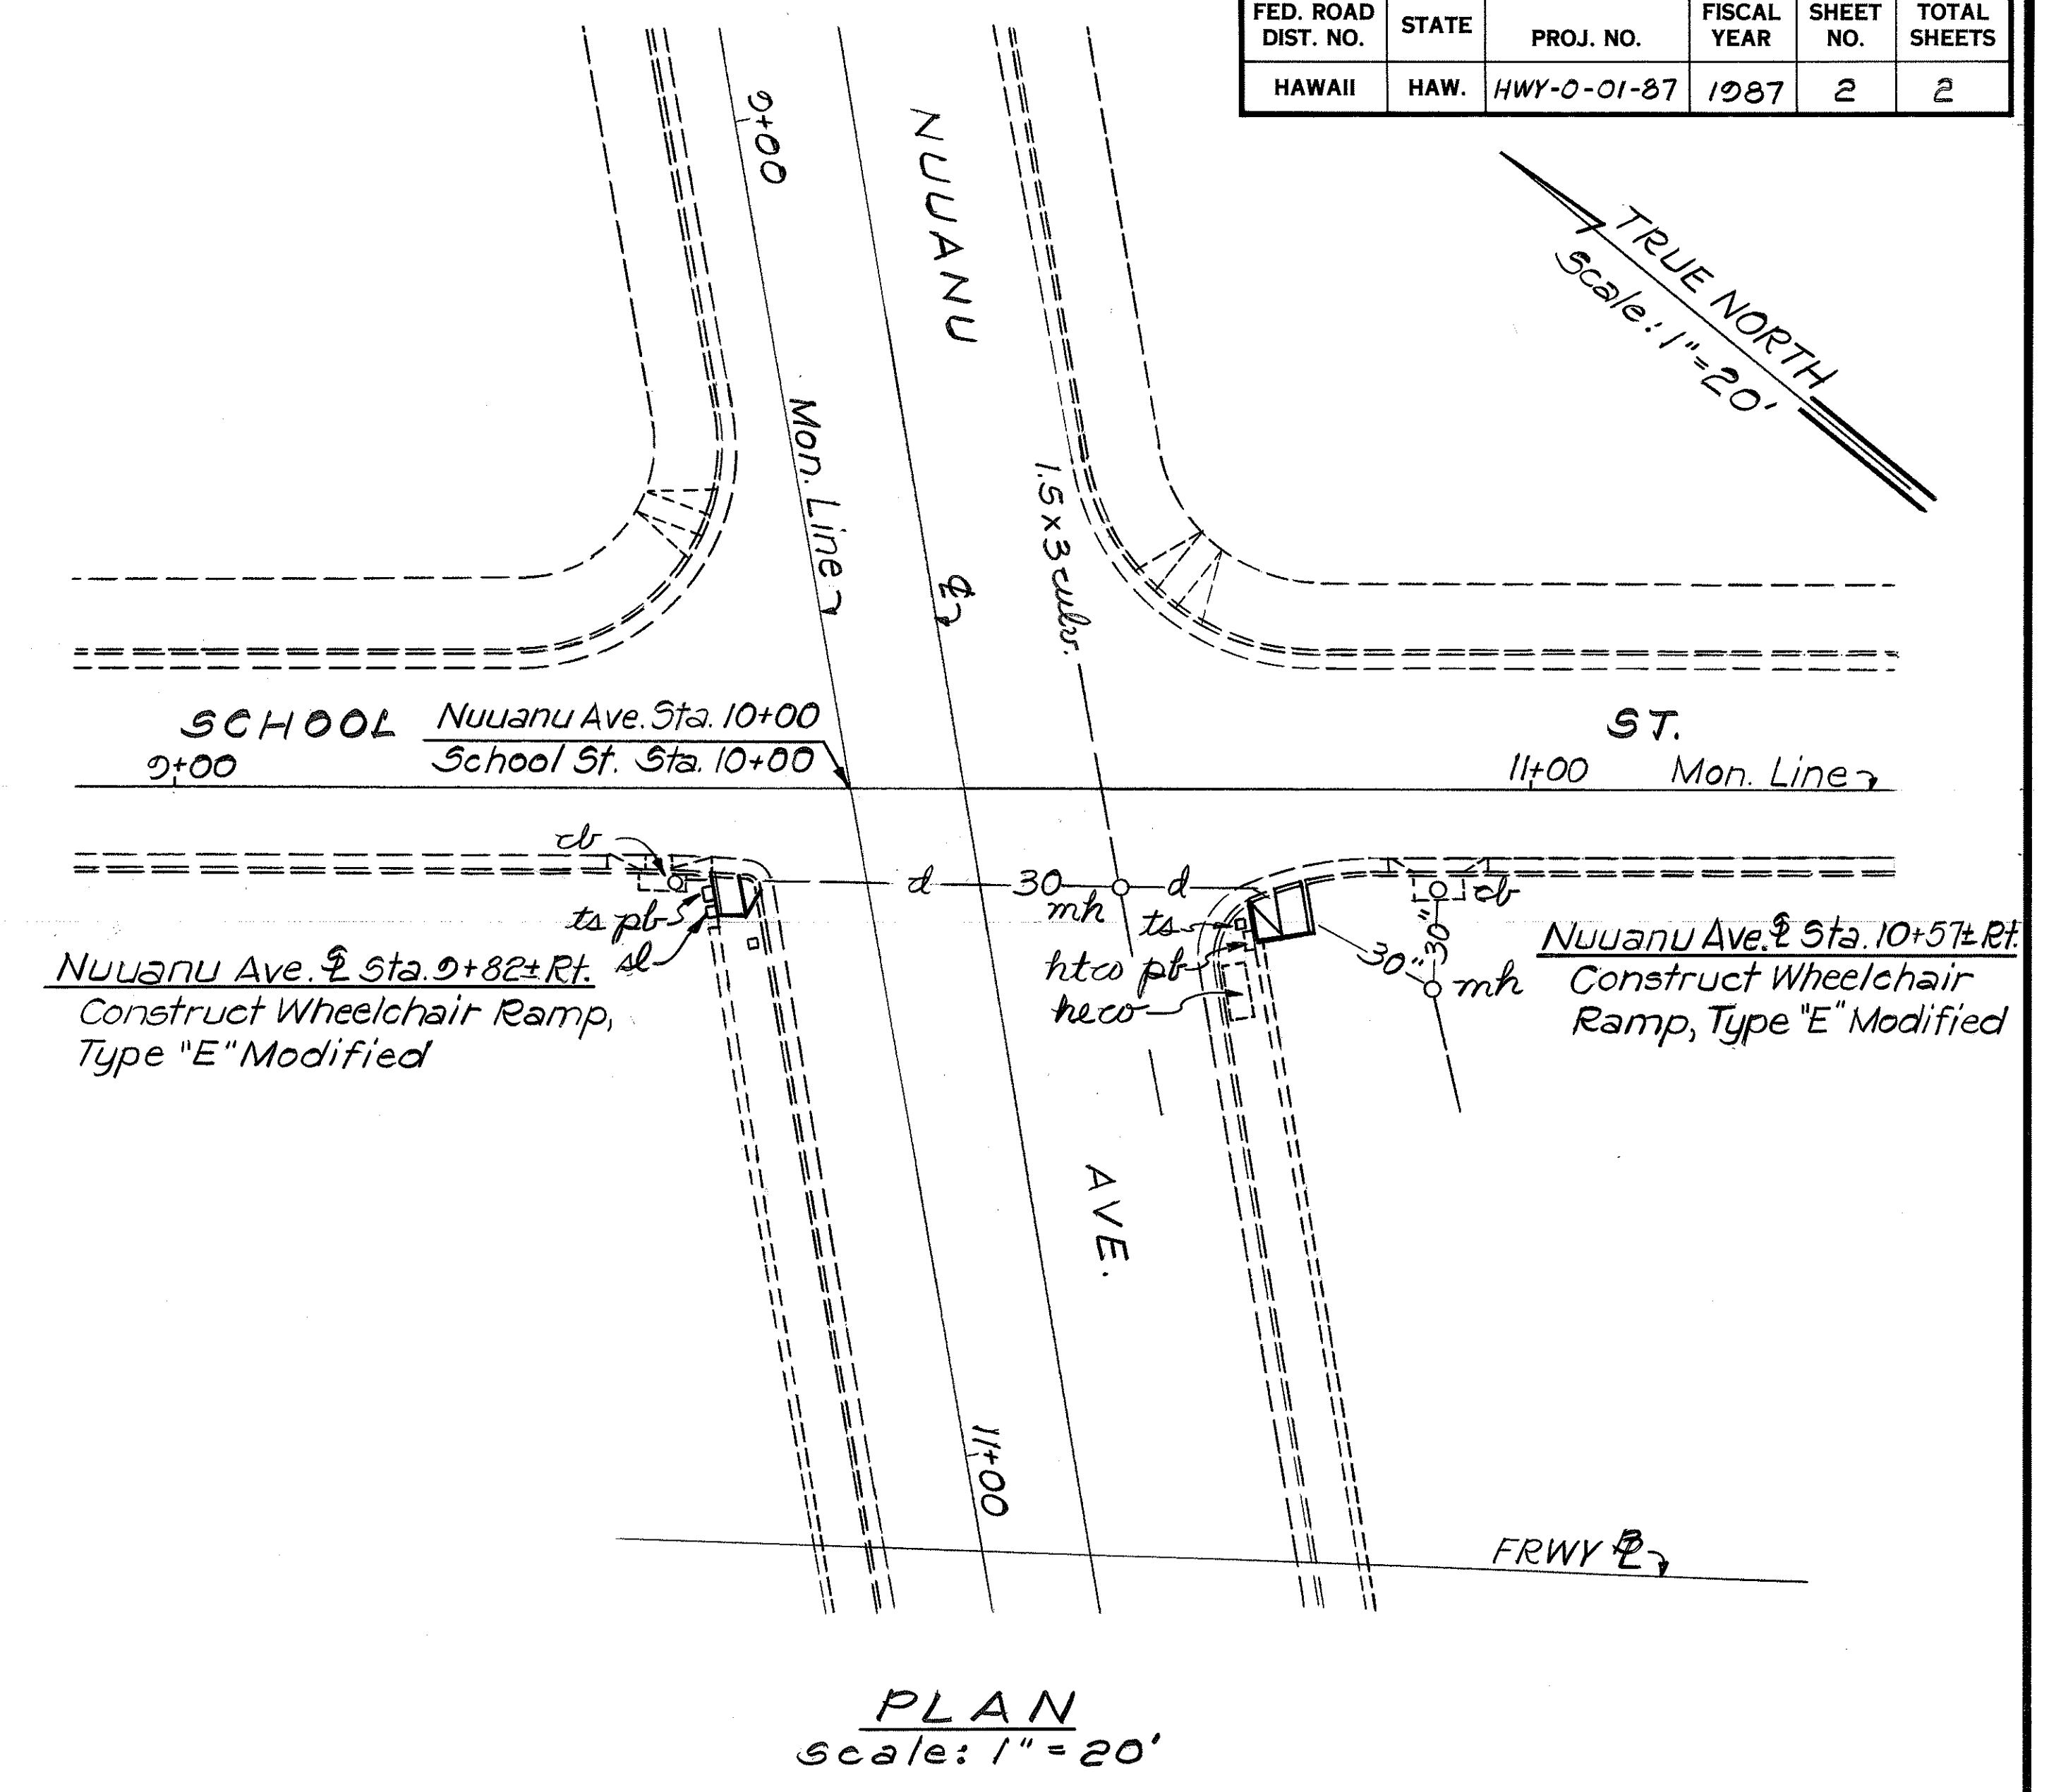 FED. ROAD DIST. NO. STATE PROJ. NO. FISCAL YEAR SHEET NO. TOTAL SHEETS
HAWAII HAW. HWY-0-01-87 1987 2 2
TRUE NORTH
Scale: 1"=20'
9+00
NUUANU
Mon. Line
℄
1.5 x 3 culv.
SCHOOL
Nuuanu Ave. Sta. 10+00
School St. Sta. 10+00
9+00
ST.
11+00
Mon. Line
cb
d
30
mh
d
ts pb
sl
ts
htco pb
heco
cb
30"
30"
mh
Nuuanu Ave. ℄ Sta. 9+82± Rt.
Construct Wheelchair Ramp,
Type "E" Modified
Nuuanu Ave. ℄ Sta. 10+57± Rt.
Construct Wheelchair
Ramp, Type "E" Modified
AVE.
11+00
FRWY
PLAN
scale: 1" = 20'